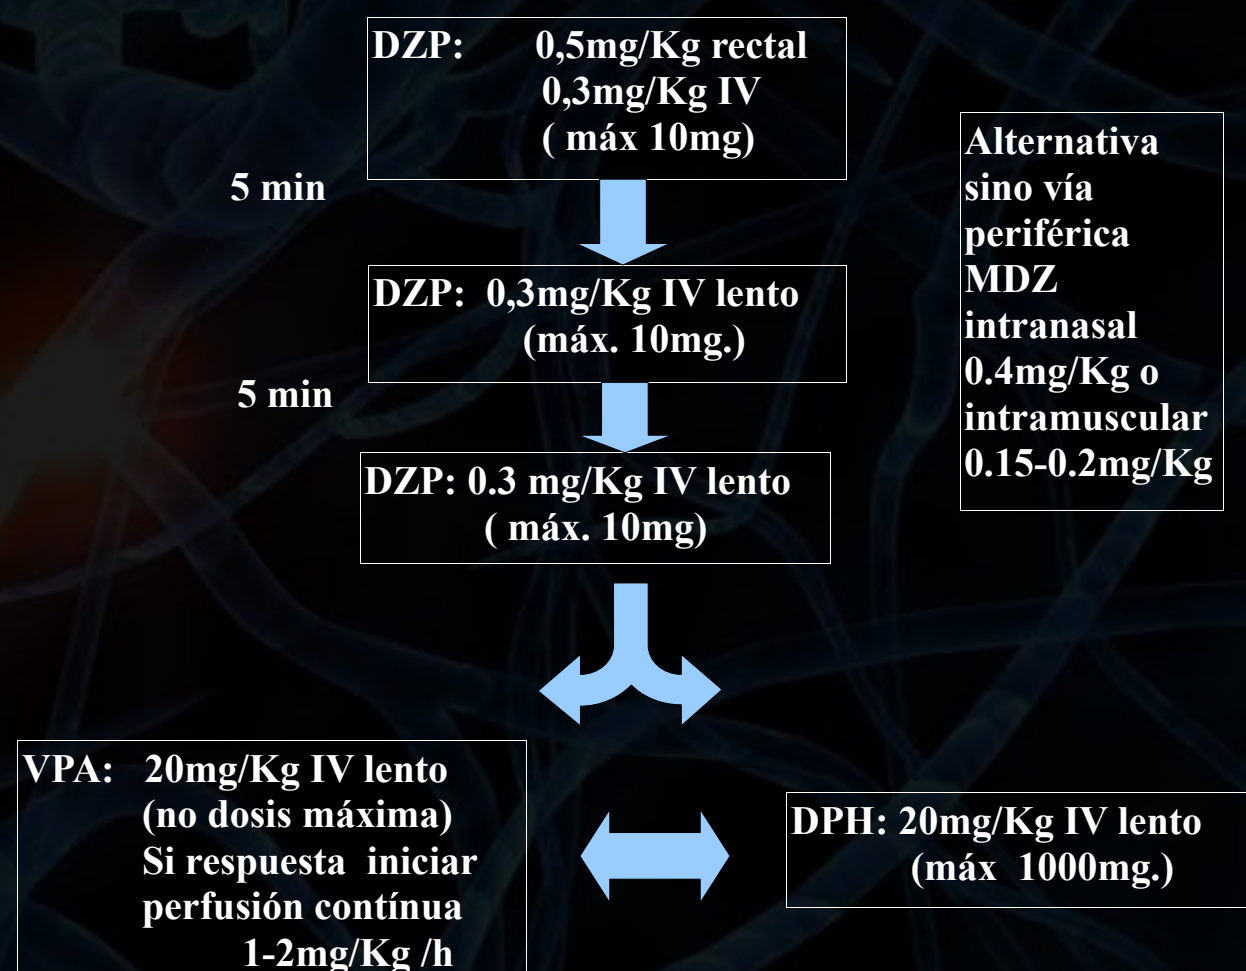 DZP: 0,5mg/Kg rectal
0,3mg/Kg IV
( máx 10mg)
5 min
DZP: 0,3mg/Kg IV lento
(máx. 10mg.)
5 min
DZP: 0.3 mg/Kg IV lento
( máx. 10mg)
Alternativa
sino vía
periférica
MDZ
intranasal
0.4mg/Kg o
intramuscular
0.15-0.2mg/Kg
VPA: 20mg/Kg IV lento
(no dosis máxima)
Si respuesta iniciar
perfusión contínua
1-2mg/Kg /h
DPH: 20mg/Kg IV lento
(máx 1000mg.)